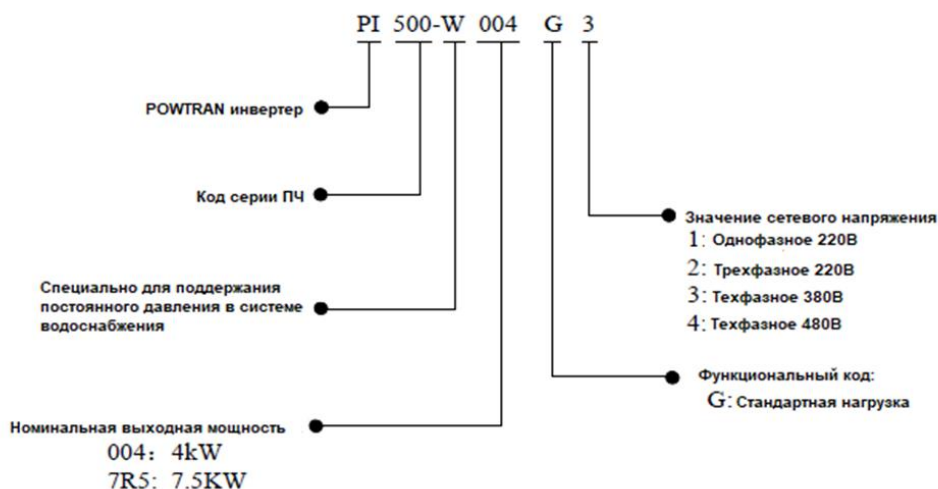 PI 500-W 004 G 3
POWTRAN инвертер
Код серии ПЧ
Специально для поддержания
постоянного давления в системе
водоснабжения
Номинальная выходная мощность
004: 4kW
7R5: 7.5KW
Значение сетевого напряжения
1: Однофазное 220В
2: Трехфазное 220В
3: Техфазное 380В
4: Техфазное 480В
Функциональный код:
G: Стандартная нагрузка